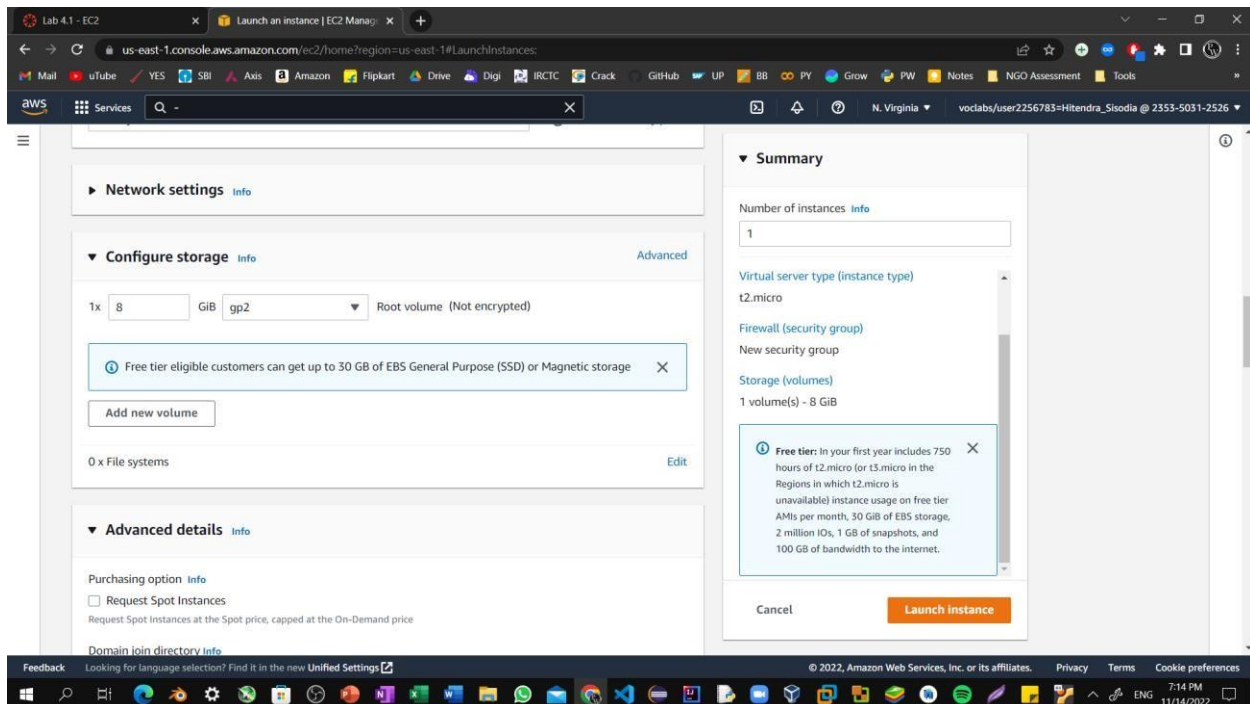 Lab 4.1 - EC2
Launch an instance | EC2 Manag
us-east-1.console.aws.amazon.com/ec2/home?region=us-east-1#LaunchInstances:
Mail uTube YES SBI Axis Amazon Flipkart Drive Digi IRCTC Crack GitHub UP BB PY Grow PW Notes NGO Assessment Tools »
aws Services - N. Virginia voclabs/user2256783=Hitendra_Sisodia @ 2353-5031-2526
Network settings Info
Configure storage Info Advanced
1x 8 GiB gp2 Root volume (Not encrypted)
Free tier eligible customers can get up to 30 GB of EBS General Purpose (SSD) or Magnetic storage
Add new volume
0 x File systems Edit
Advanced details Info
Purchasing option Info
Request Spot Instances
Request Spot Instances at the Spot price, capped at the On-Demand price
Domain join directory Info
Summary
Number of instances Info
1
Virtual server type (instance type)
t2.micro
Firewall (security group)
New security group
Storage (volumes)
1 volume(s) - 8 GiB
Free tier: In your first year includes 750
hours of t2.micro (or t3.micro in the
Regions in which t2.micro is
unavailable) instance usage on free tier
AMIs per month, 30 GiB of EBS storage,
2 million IOs, 1 GB of snapshots, and
100 GB of bandwidth to the internet.
Cancel Launch instance
Feedback Looking for language selection? Find it in the new Unified Settings © 2022, Amazon Web Services, Inc. or its affiliates. Privacy Terms Cookie preferences
ENG 7:14 PM
11/14/2022